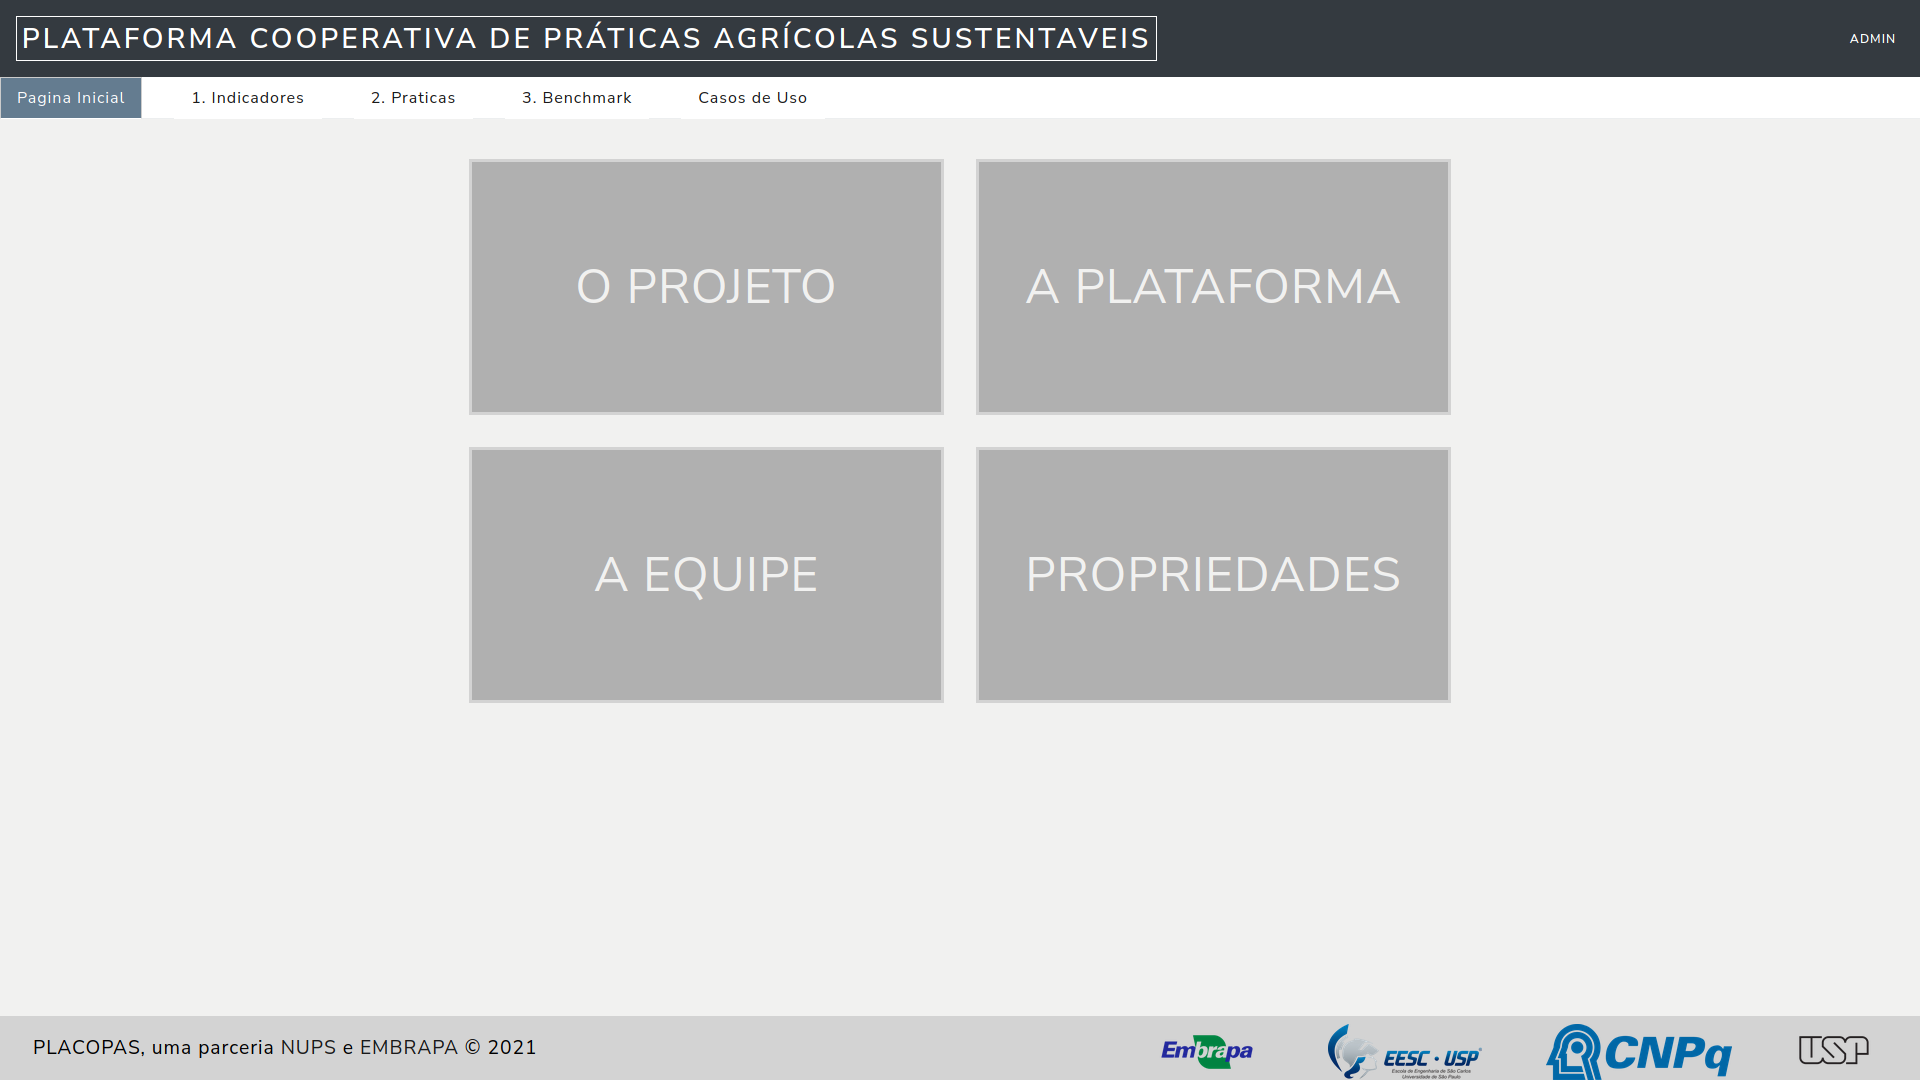 PLATAFORMA COOPERATIVA DE PRÁTICAS AGRÍCOLAS SUSTENTAVEIS
ADMIN
Pagina Inicial
1. Indicadores
2. Praticas
3. Benchmark
Casos de Uso
O PROJETO
A PLATAFORMA
A EQUIPE
PROPRIEDADES
PLACOPAS, uma parceria NUPS e EMBRAPA © 2021
Embrapa
EESC • USP
Escola de Engenharia de São Carlos
Universidade de São Paulo
CNPq
USP